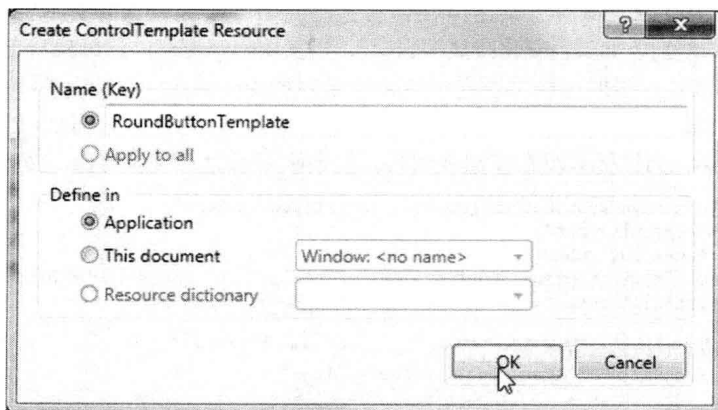 Create ControlTemplate Resource
?
Name (Key)
RoundButtonTemplate
Apply to all
Define in
Application
This document
Window: <no name>
Resource dictionary
OK
Cancel